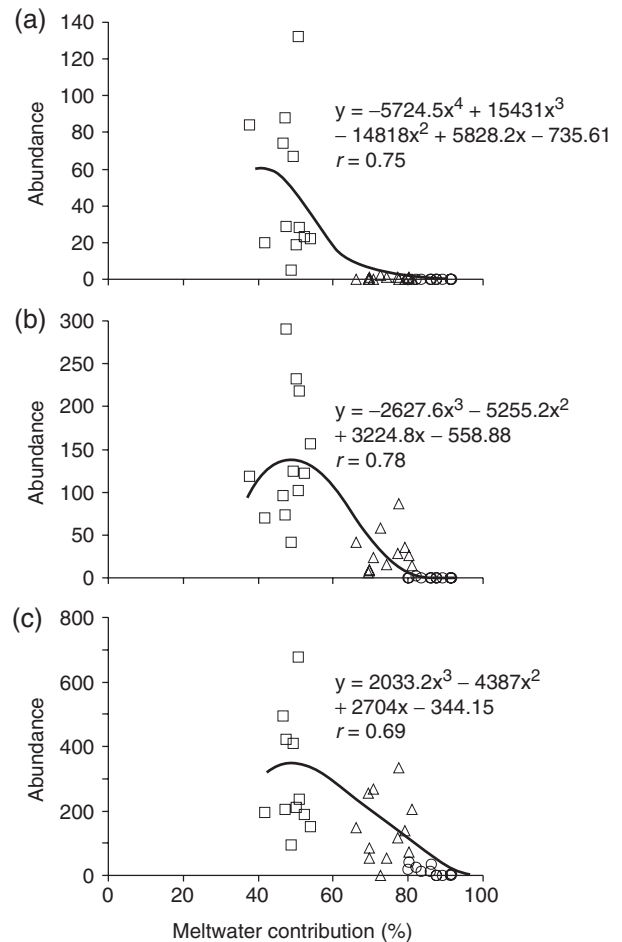 (a)
140
120
100
80
60
40
20
0
Abundance
y = −5724.5x⁴ + 15431x³
− 14818x² + 5828.2x − 735.61
r = 0.75
(b)
300
250
200
150
100
50
0
Abundance
y = −2627.6x³ − 5255.2x²
+ 3224.8x − 558.88
r = 0.78
(c)
800
600
400
200
0
Abundance
y = 2033.2x³ − 4387x²
+ 2704x − 344.15
r = 0.69
0 20 40 60 80 100
Meltwater contribution (%)